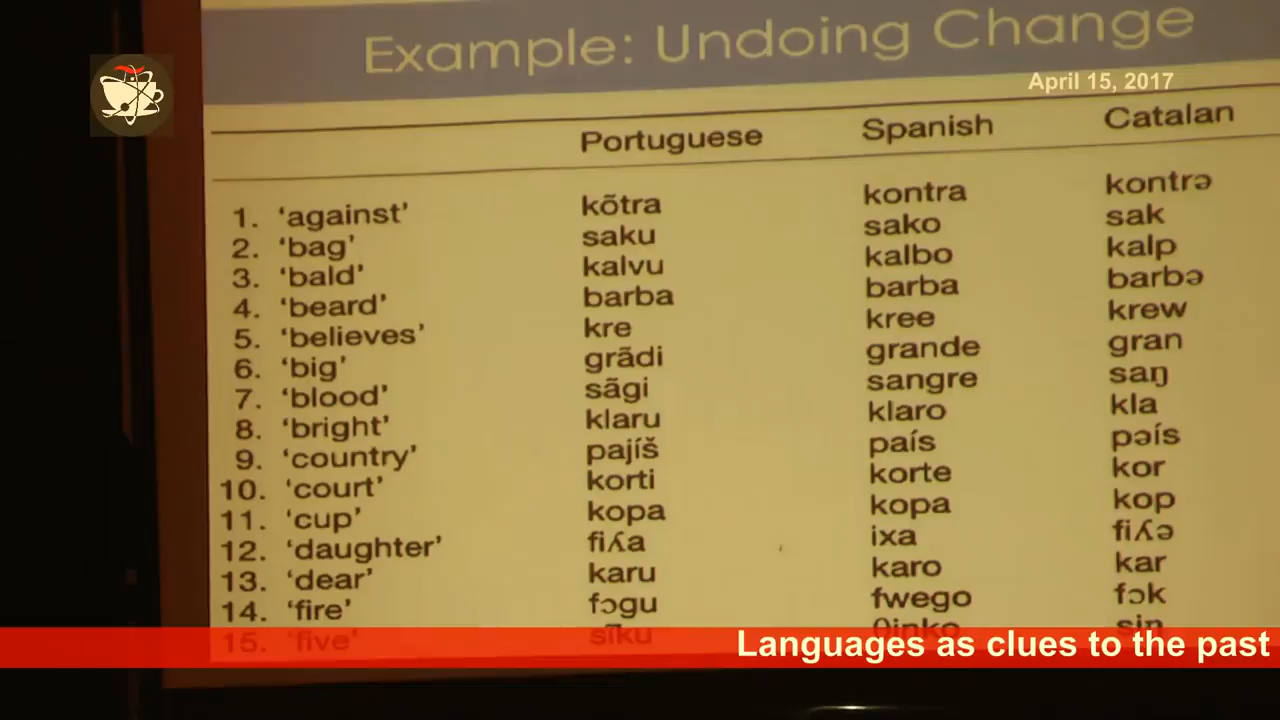 Example: Undoing Change
April 15, 2017
Portuguese Spanish Catalan
1. ‘against’ kõtra kontra kontrə
2. ‘bag’ saku sako sak
3. ‘bald’ kalvu kalbo kalp
4. ‘beard’ barba barba barbə
5. ‘believes’ kre kree krew
6. ‘big’ grãdi grande gran
7. ‘blood’ sãgi sangre saŋ
8. ‘bright’ klaru klaro kla
9. ‘country’ pajíš país pəís
10. ‘court’ korti korte kor
11. ‘cup’ kopa kopa kop
12. ‘daughter’ fiʎa ixa fiʎə
13. ‘dear’ karu karo kar
14. ‘fire’ fɔgu fwego fɔk
15. ‘five’ sĩku θinko
Languages as clues to the past